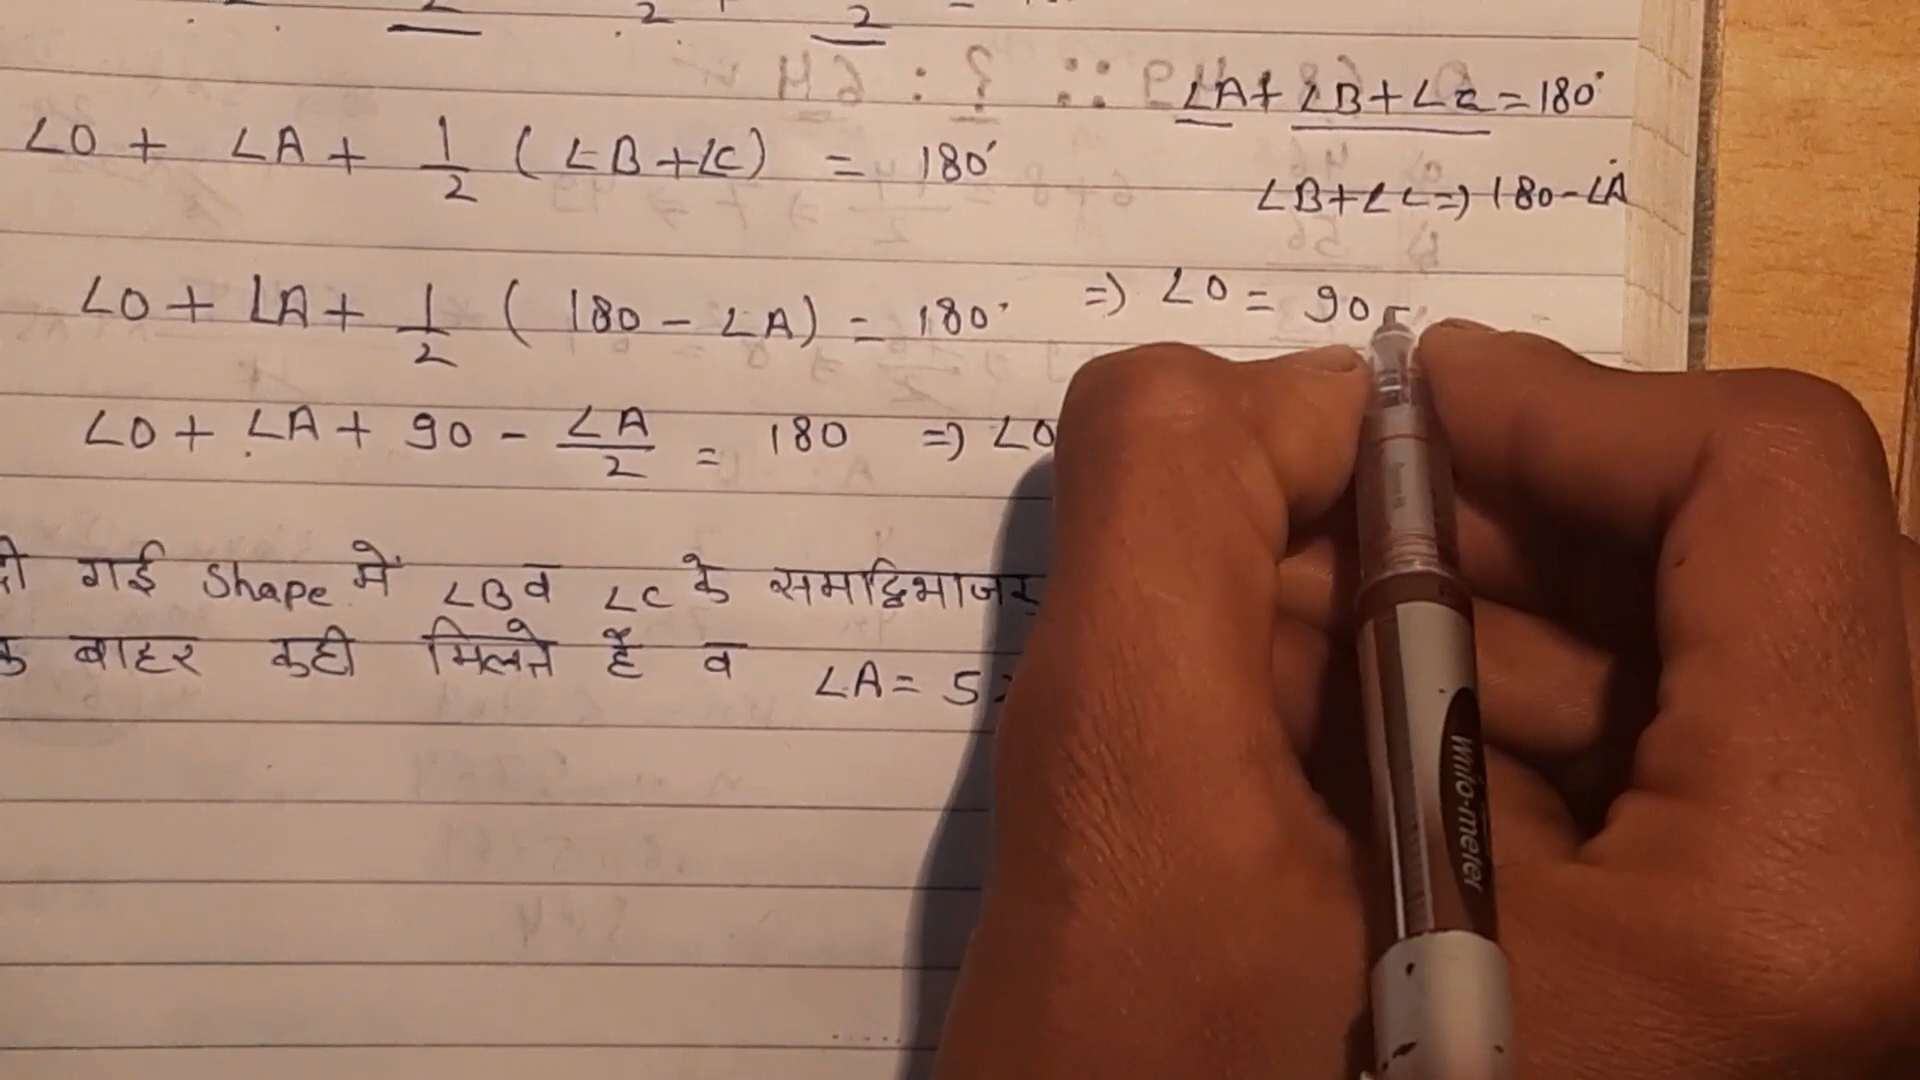 ∠A + ∠B + ∠C = 180°
∠O + ∠A + 1/2 ( ∠B + ∠C ) = 180°
∠B + ∠C ⇒ 180 - ∠A
∠O + ∠A + 1/2 ( 180 - ∠A ) = 180° ⇒ ∠O = 90 -
∠O + ∠A + 90 - ∠A/2 = 180 ⇒ ∠O
गई Shape में ∠B व ∠C के समद्विभाजक
बाहर कही मिलते है व ∠A = 5
Whito-meter